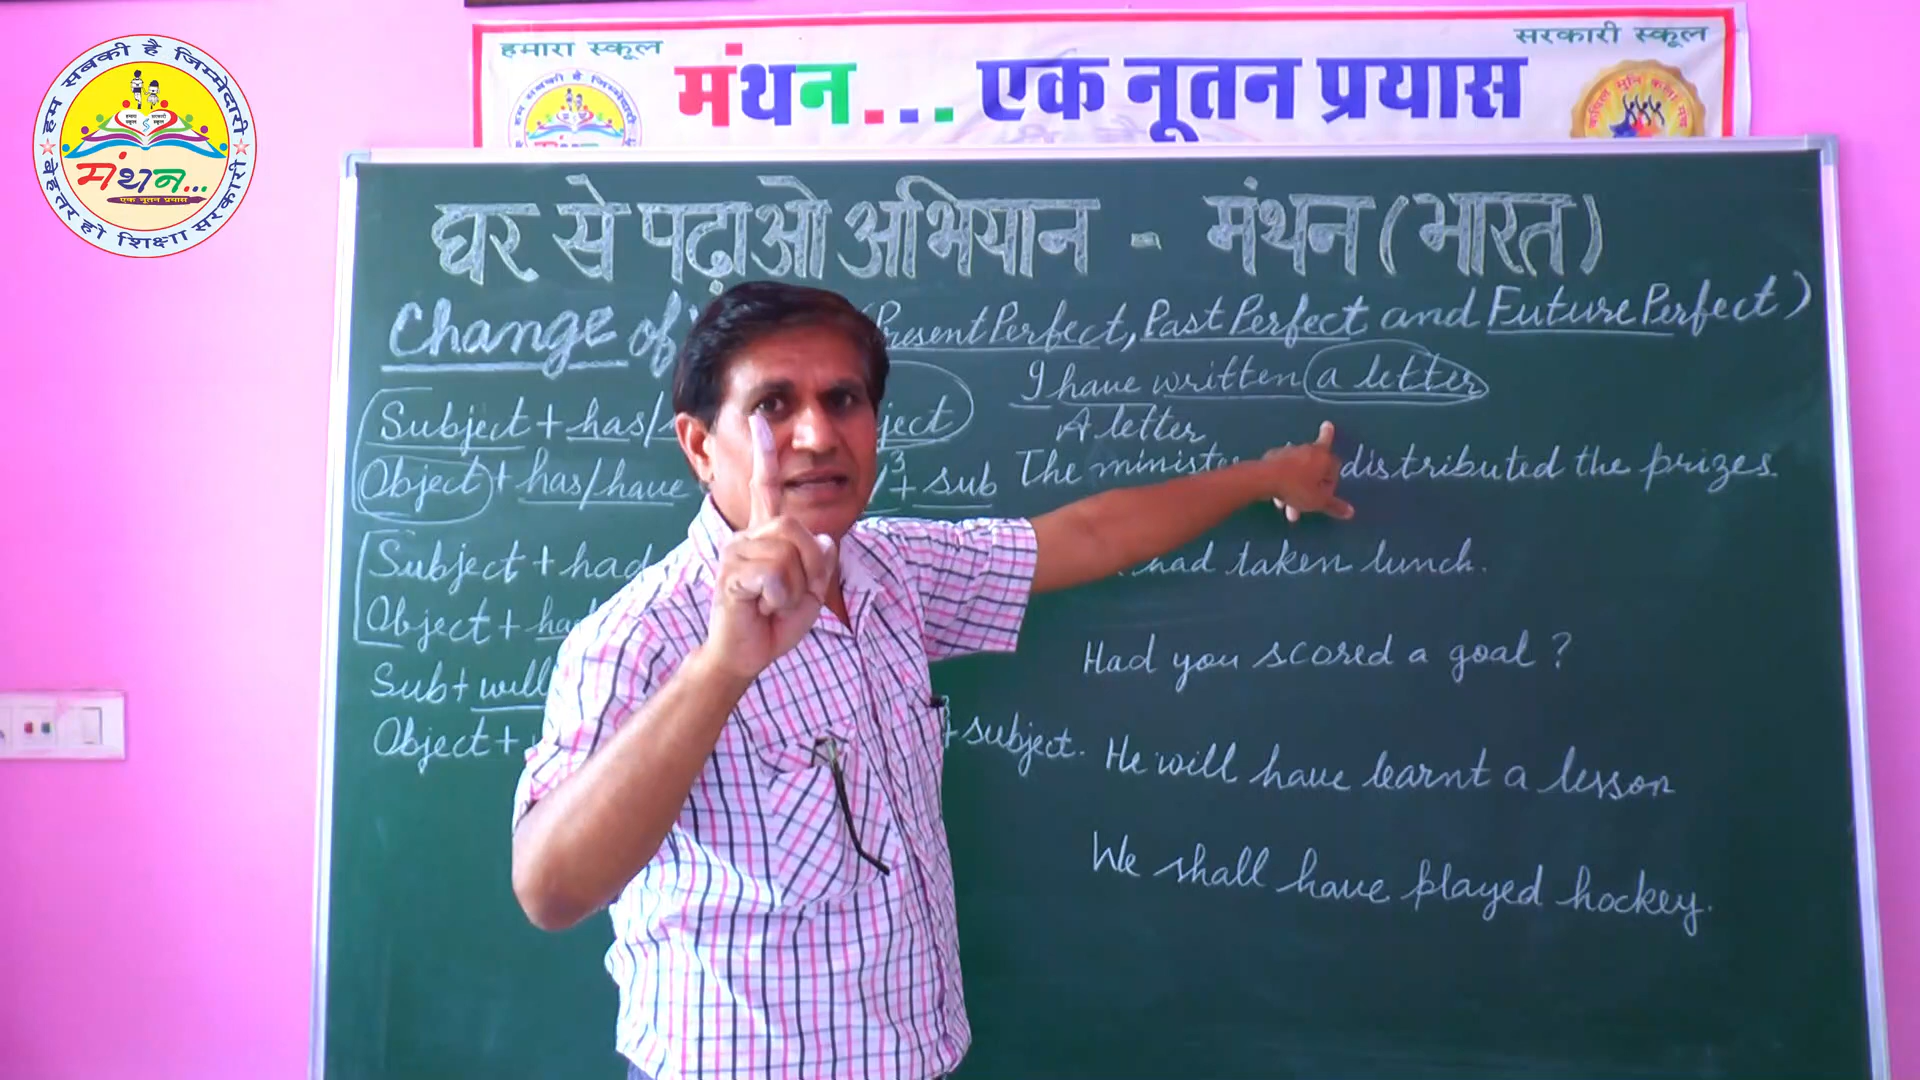 हम सबकी है जिम्मेदारी
हमारा स्कूल सरकारी स्कूल
मंथन...
एक नूतन प्रयास
बेहतर हो शिक्षा सरकारी
हमारा स्कूल
सरकारी स्कूल
मंथन... एक नूतन प्रयास
घर से पढ़ाओ अभियान - मंथन (भारत)
Change of Present Perfect, Past Perfect and Future Perfect)
Subject + has/
I have written a letter
A letter
Object + has/have 3 + sub
The minister distributed the prizes.
Subject + had
had taken lunch.
Object +
Had you scored a goal ?
Sub + will
Object + + subject.
He will have learnt a lesson
We shall have played hockey.